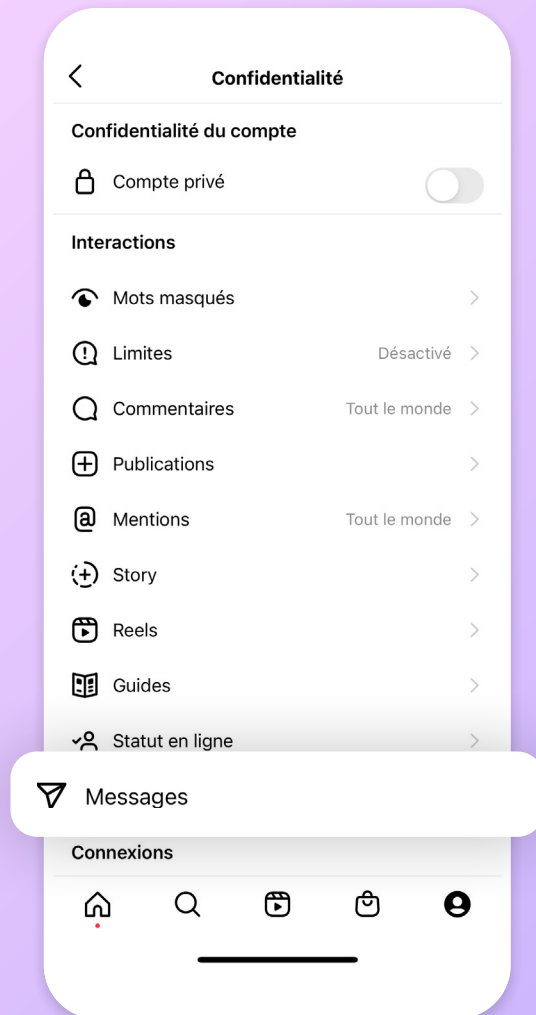 Confidentialité
Confidentialité du compte
Compte privé
Interactions
Mots masqués
Limites Désactivé
Commentaires Tout le monde
Publications
Mentions Tout le monde
Story
Reels
Guides
Statut en ligne
Messages
Connexions